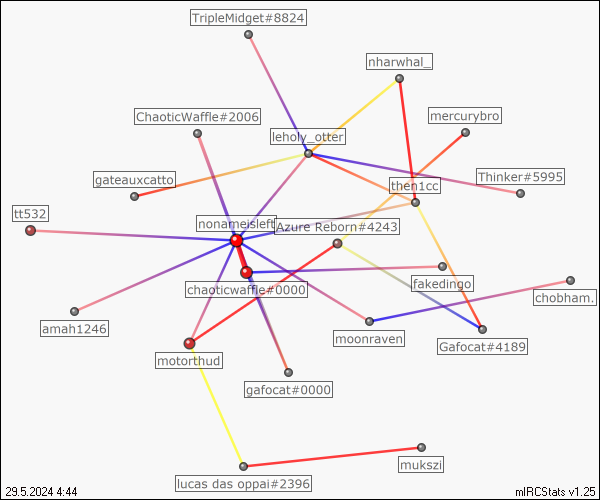 TripleMidget#8824
nharwhal_
ChaoticWaffle#2006
mercurybro
leholy_otter
gateauxcatto
Thinker#5995
then1cc
tt532
nonameisleft
Azure Reborn#4243
chaoticwaffle#0000
fakedingo
chobham.
amah1246
moonraven
Gafocat#4189
motorthud
gafocat#0000
mukszi
lucas das oppai#2396
29.5.2024 4:44
mIRCStats v1.25